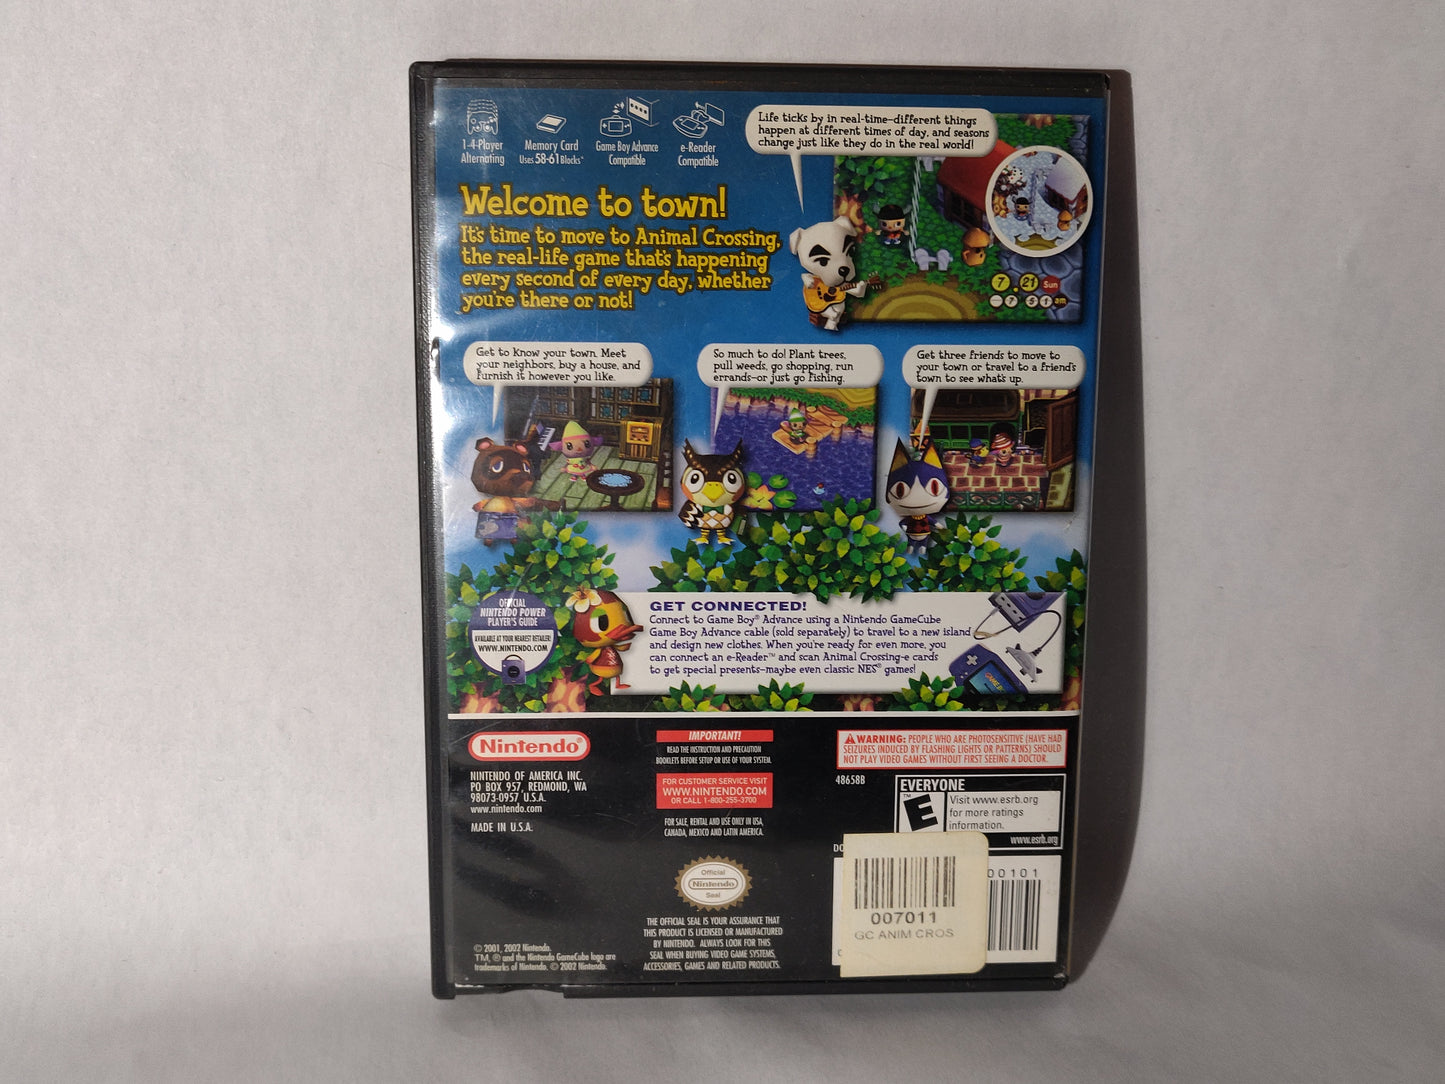 1-4-Player
Alternating
Memory Card
Uses 58-61 Blocks*
Game Boy Advance
Compatible
e-Reader
Compatible
Life ticks by in real-time–different things
happen at different times of day, and seasons
change just like they do in the real world!
Welcome to town!
It's time to move to Animal Crossing,
the real-life game that's happening
every second of every day, whether
you're there or not!
7.21 Sun
7:51 am
Get to know your town. Meet
your neighbors, buy a house, and
furnish it however you like.
So much to do! Plant trees,
pull weeds, go shopping, run
errands–or just go fishing.
Get three friends to move to
your town or travel to a friend's
town to see what's up.
OFFICIAL
NINTENDO POWER
PLAYER'S GUIDE
AVAILABLE AT YOUR NEAREST RETAILER!
WWW.NINTENDO.COM
GET CONNECTED!
Connect to Game Boy® Advance using a Nintendo GameCube
Game Boy Advance cable (sold separately) to travel to a new island
and design new clothes. When you're ready for even more, you
can connect an e-Reader™ and scan Animal Crossing-e cards
to get special presents–maybe even classic NES® games!
Nintendo®
NINTENDO OF AMERICA INC.
PO BOX 957, REDMOND, WA
98073-0957 U.S.A.
www.nintendo.com
MADE IN U.S.A.
IMPORTANT!
READ THE INSTRUCTION AND PRECAUTION
BOOKLETS BEFORE SETUP OR USE OF YOUR SYSTEM.
FOR CUSTOMER SERVICE VISIT
WWW.NINTENDO.COM
OR CALL 1-800-255-3700
FOR SALE, RENTAL AND USE ONLY IN USA,
CANADA, MEXICO AND LATIN AMERICA.
WARNING: PEOPLE WHO ARE PHOTOSENSITIVE (HAVE HAD
SEIZURES INDUCED BY FLASHING LIGHTS OR PATTERNS) SHOULD
NOT PLAY VIDEO GAMES WITHOUT FIRST SEEING A DOCTOR.
48658B
EVERYONE
E
™
Visit www.esrb.org
for more ratings
information.
www.esrb.org
00101
007011
GC ANIM CROS
Official
Nintendo
Seal
THE OFFICIAL SEAL IS YOUR ASSURANCE THAT
THIS PRODUCT IS LICENSED OR MANUFACTURED
BY NINTENDO. ALWAYS LOOK FOR THIS
SEAL WHEN BUYING VIDEO GAME SYSTEMS,
ACCESSORIES, GAMES AND RELATED PRODUCTS.
© 2001, 2002 Nintendo.
TM, ® and the Nintendo GameCube logo are
trademarks of Nintendo. © 2002 Nintendo.